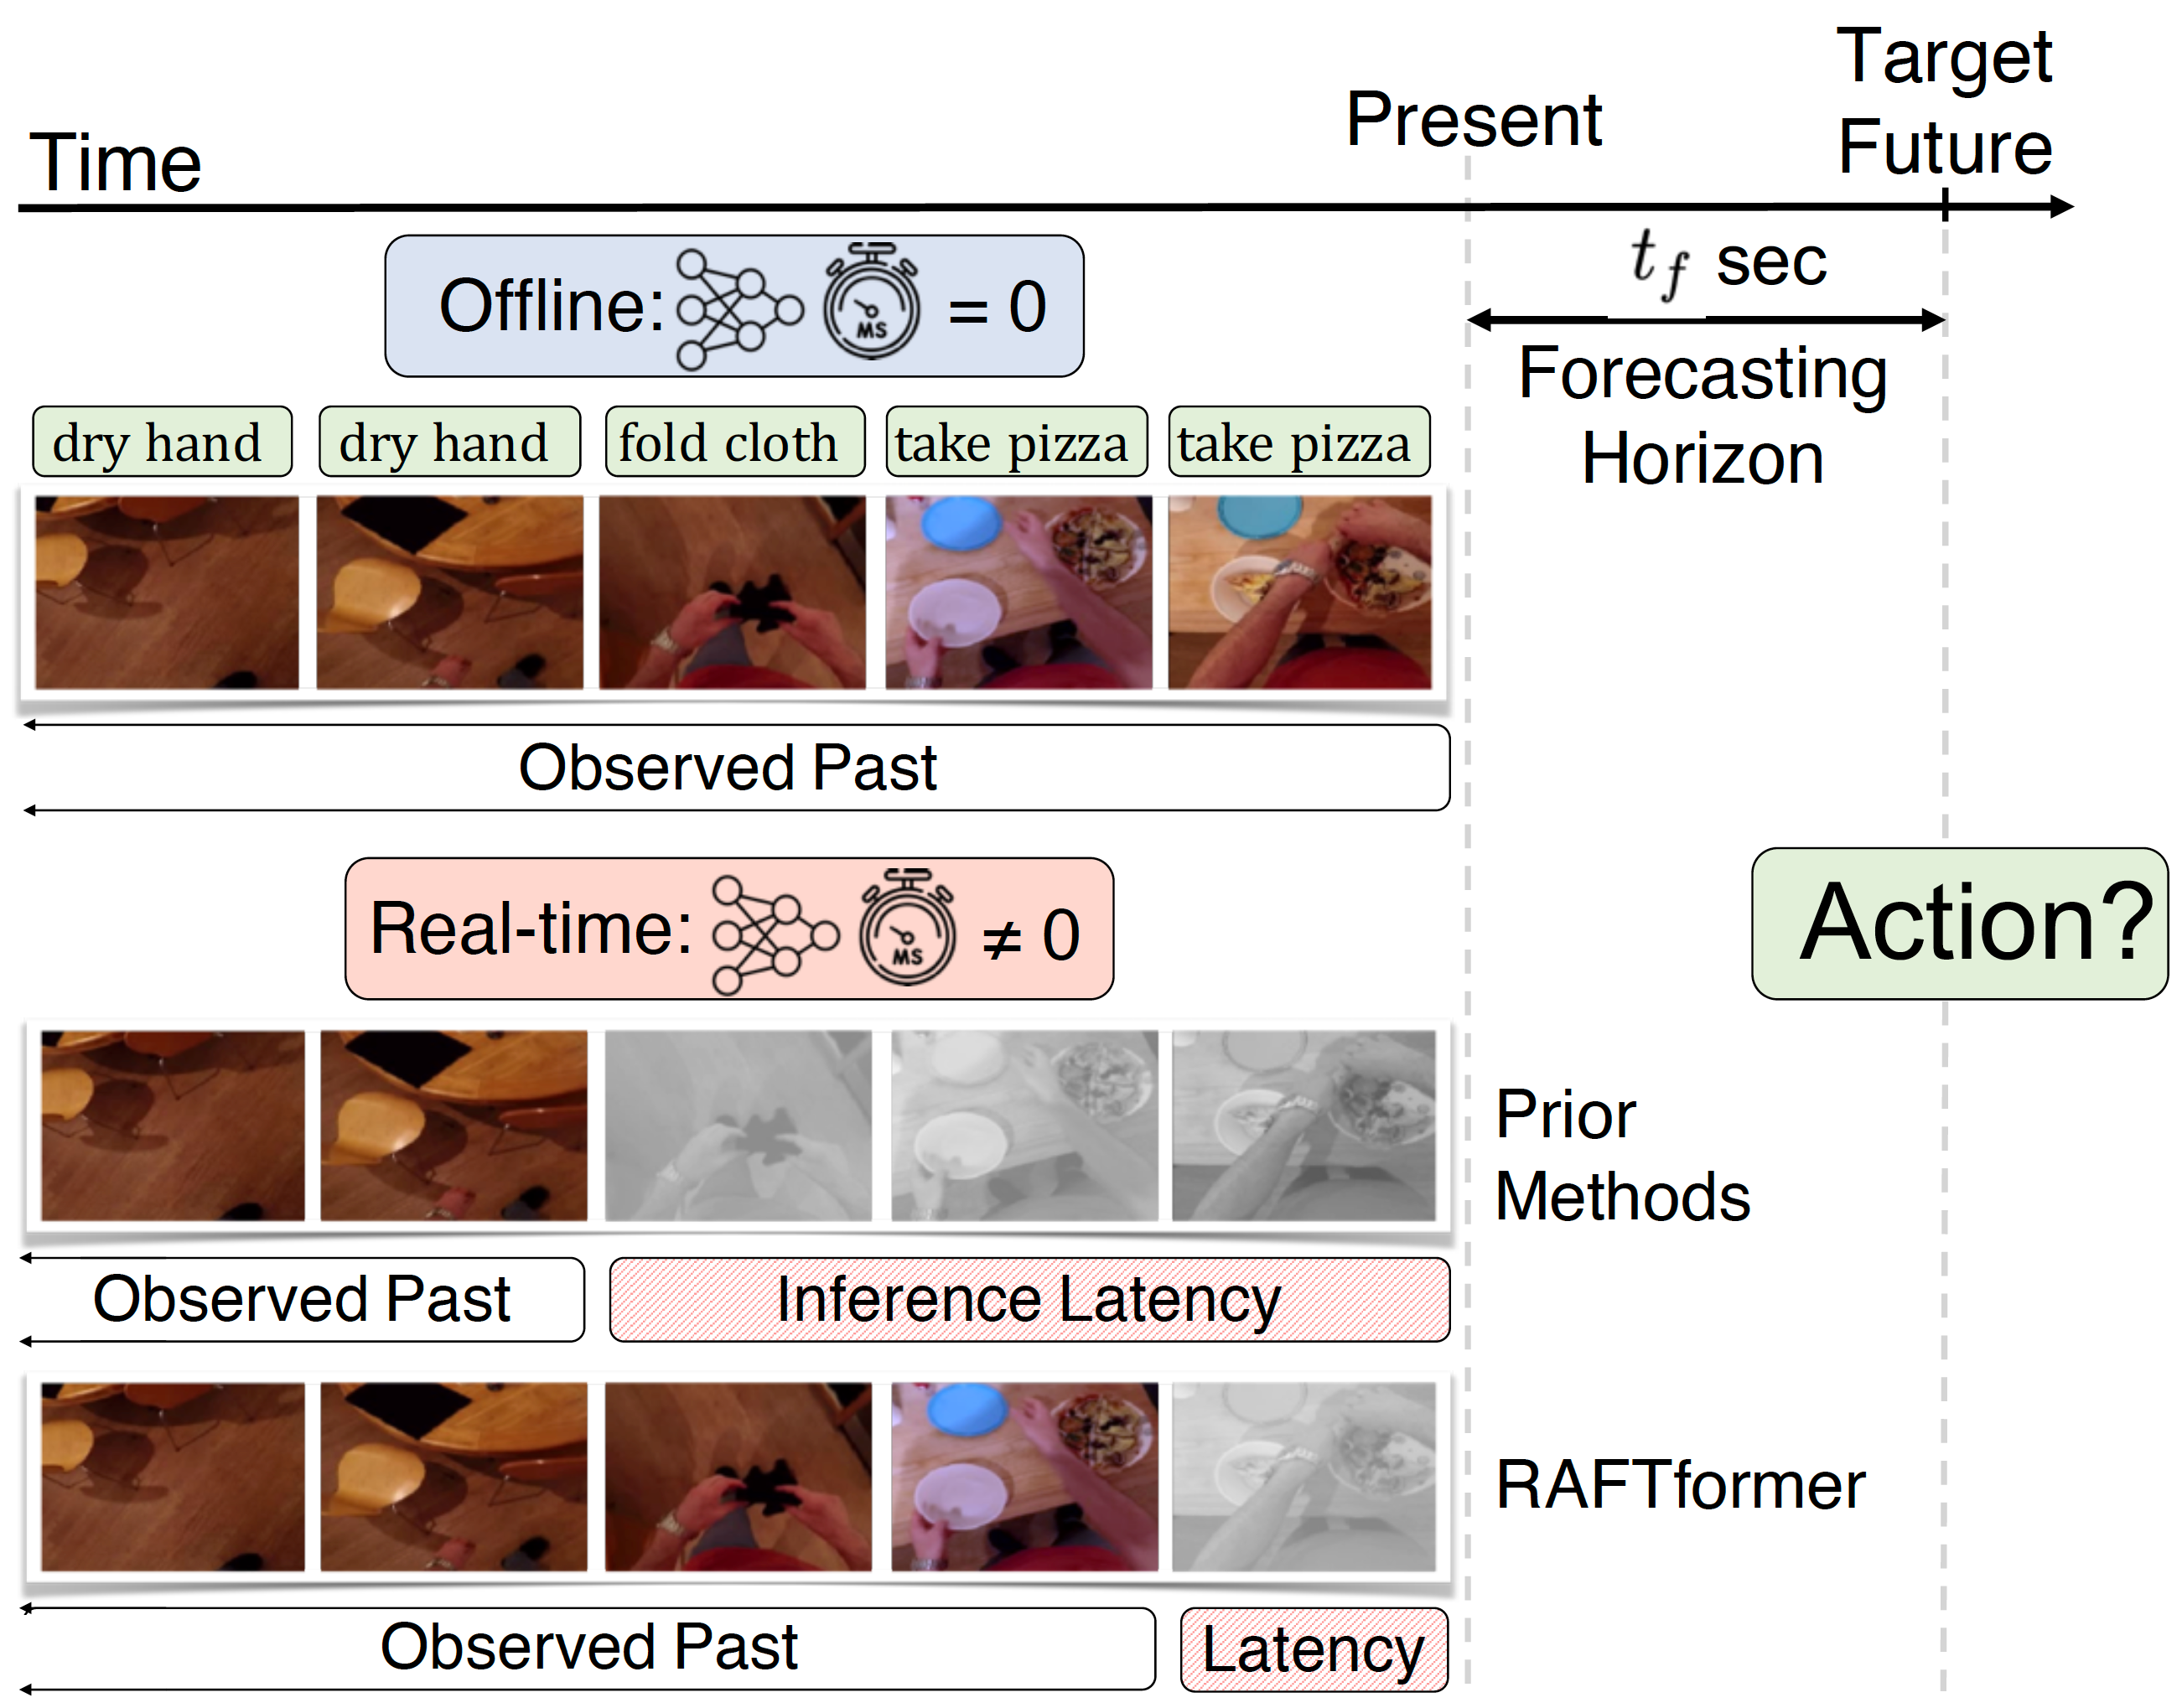 Target
Future
Present
Time
Offline: MS = 0
t_f sec
Forecasting
Horizon
dry hand
dry hand
fold cloth
take pizza
take pizza
Observed Past
Real-time: MS ≠ 0
Action?
Prior
Methods
Observed Past
Inference Latency
RAFTformer
Observed Past
Latency